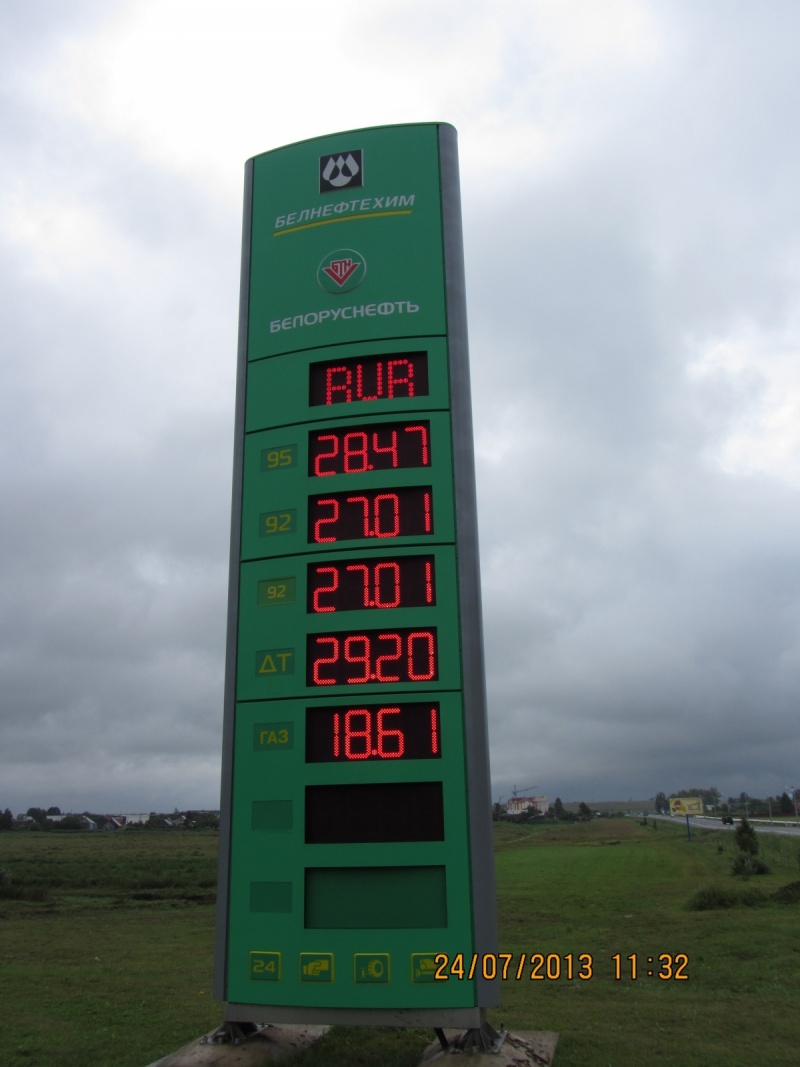 БЕЛНЕФТЕХИМ
БТН
БЕЛОРУСНЕФТЬ
RUR
95 28.47
92 27.01
92 27.01
ДТ 29.20
ГАЗ 18.61
24
24/07/2013 11:32